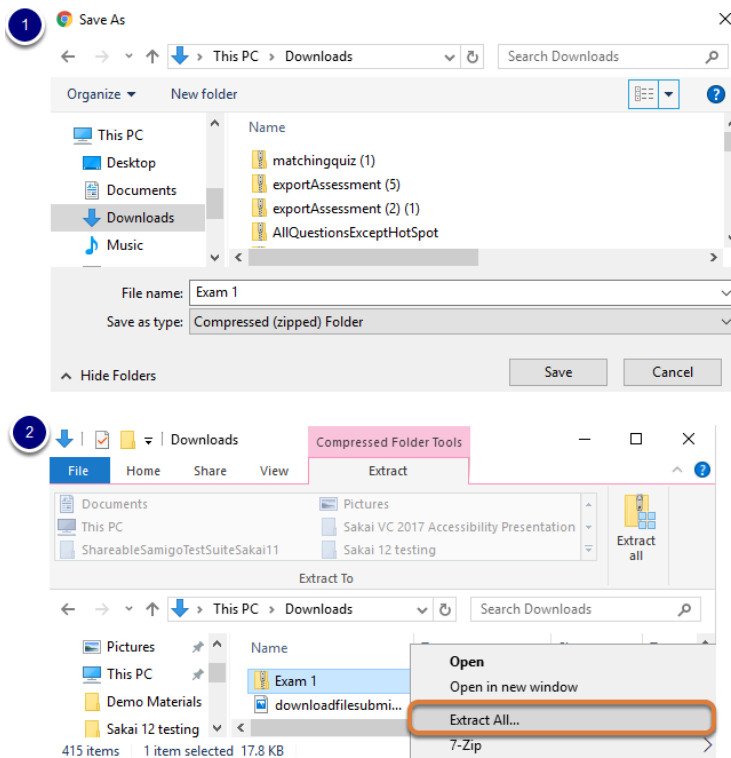 1
Save As
This PC > Downloads
Search Downloads
Organize
New folder
This PC
Desktop
Documents
Downloads
Music
Name
matchingquiz (1)
exportAssessment (5)
exportAssessment (2) (1)
AllQuestionsExceptHotSpot
File name: Exam 1
Save as type: Compressed (zipped) Folder
Hide Folders
Save
Cancel
2
Downloads
Compressed Folder Tools
File
Home
Share
View
Extract
Documents
This PC
ShareableSamigoTestSuiteSakai11
Pictures
Sakai VC 2017 Accessibility Presentation
Sakai 12 testing
Extract
all
Extract To
This PC > Downloads
Search Downloads
Pictures
This PC
Demo Materials
Sakai 12 testing
Name
Exam 1
downloadfilesubmi...
Open
Open in new window
Extract All...
7-Zip
415 items
1 item selected 17.8 KB